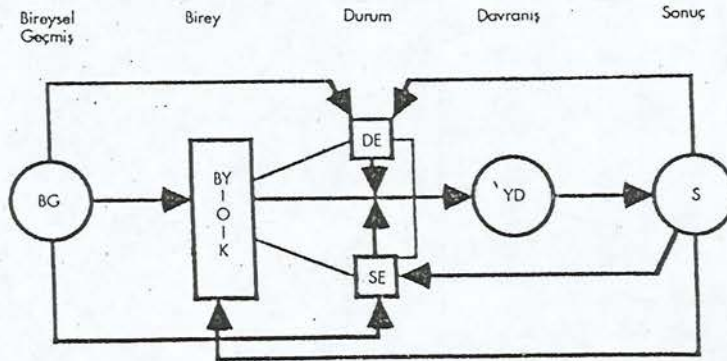 Bireysel Geçmiş
Birey
Durum
Davranış
Sonuç
DE
BG
BY
I
O
I
K
YD
S
SE